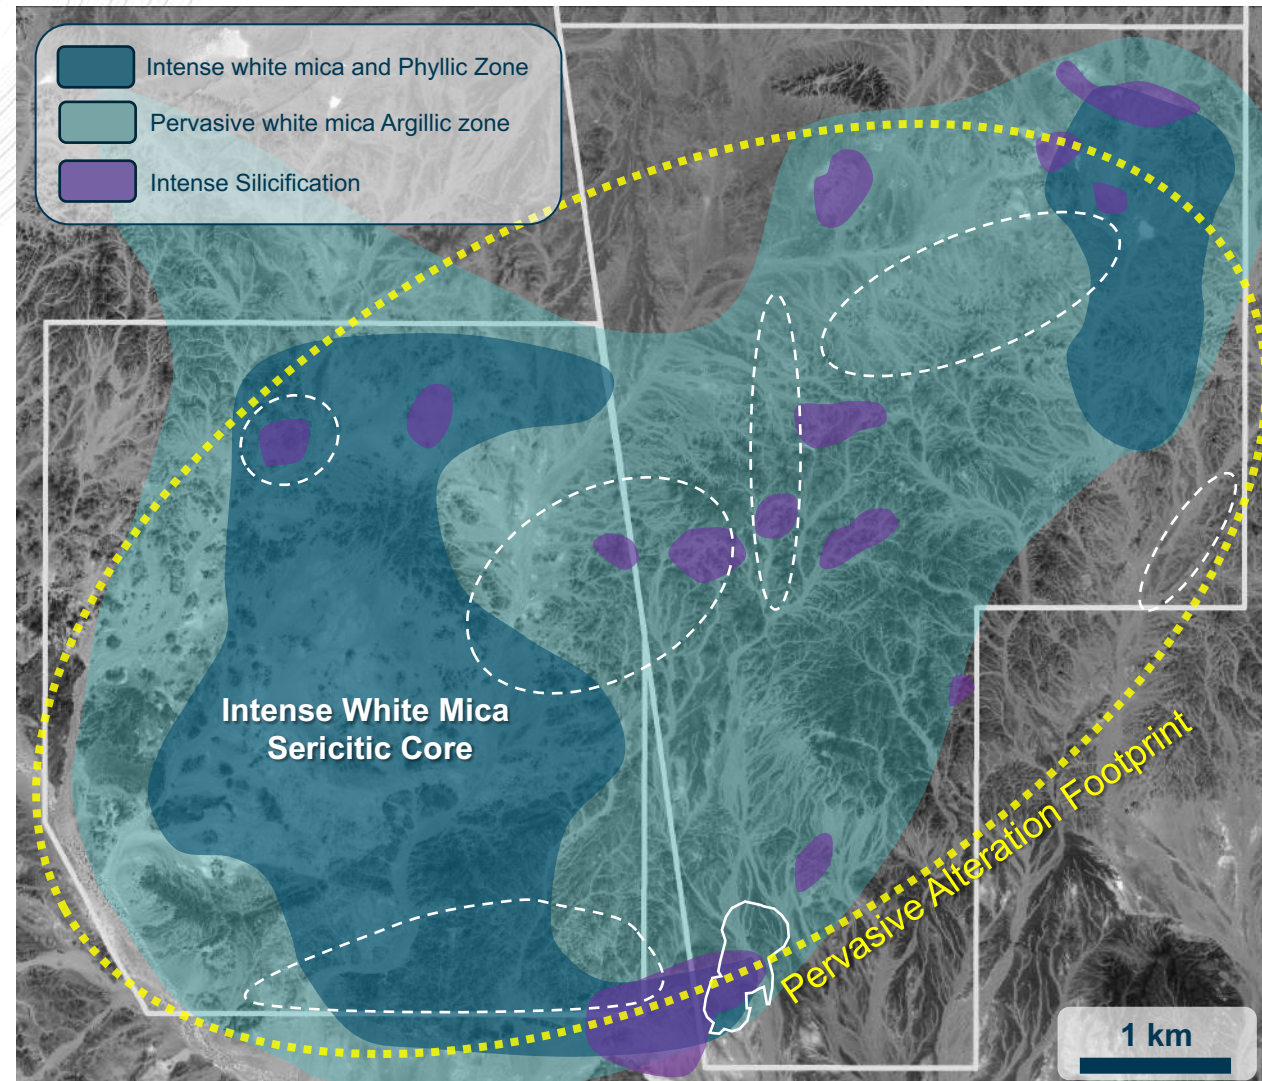 Intense white mica and Phyllic Zone
Pervasive white mica Argillic zone
Intense Silicification
Intense White Mica
Sericitic Core
Pervasive Alteration Footprint
1 km